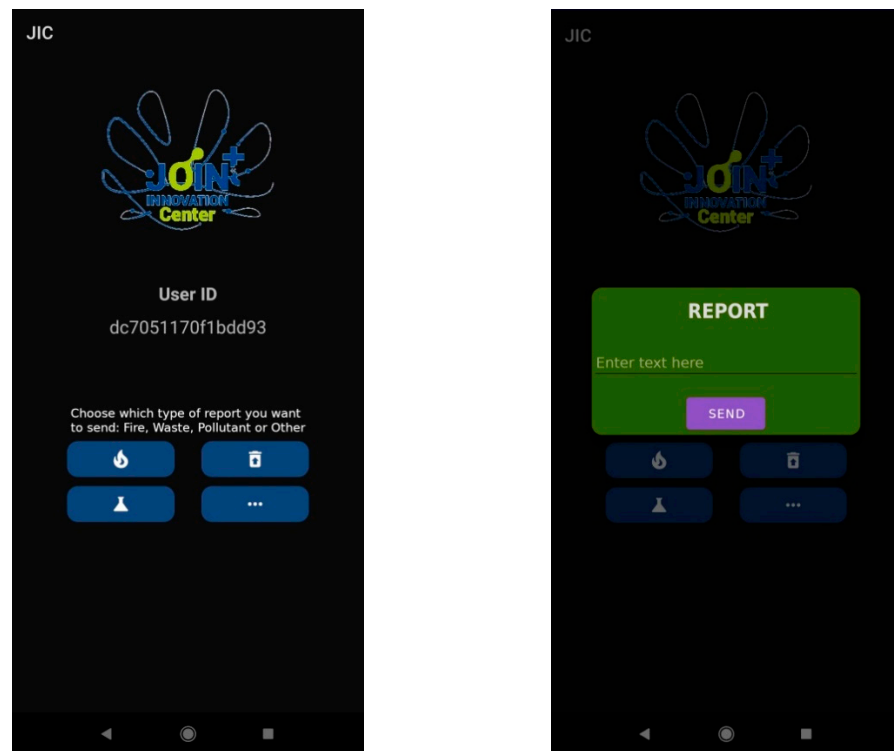 JIC
JOIN+
INNOVATION
Center
User ID
dc7051170f1bdd93
Choose which type of report you want
to send: Fire, Waste, Pollutant or Other
JIC
JOIN+
INNOVATION
Center
REPORT
Enter text here
SEND